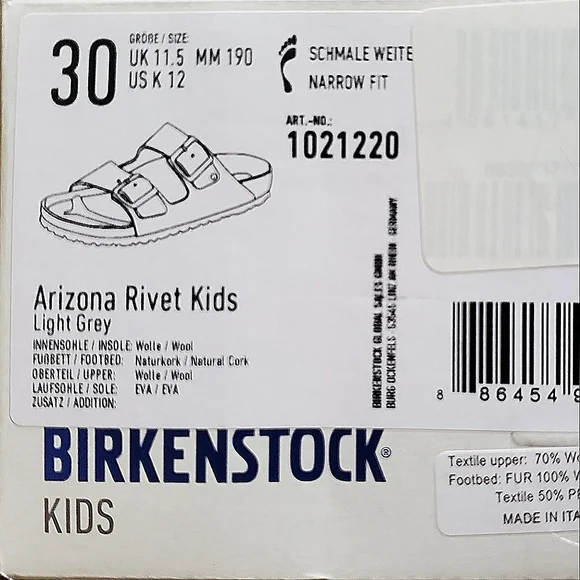 30
GRÖßE / SIZE:
UK 11.5 MM 190
US K 12
SCHMALE WEITE
NARROW FIT
ART.-NO.:
1021220
Arizona Rivet Kids
Light Grey
INNENSOHLE / INSOLE: Wolle / Wool
FUßBETT / FOOTBED: Naturkork / Natural Cork
OBERTEIL / UPPER: Wolle / Wool
LAUFSOHLE / SOLE: EVA / EVA
ZUSATZ / ADDITION:
BIRKENSTOCK GLOBAL SALES GMBH
BURG OCKENFELS 53545 LINZ AM RHEIN GERMANY
8 86454
BIRKENSTOCK®
KIDS
Textile upper: 70%
Footbed: FUR 100%
Textile 50%
MADE IN